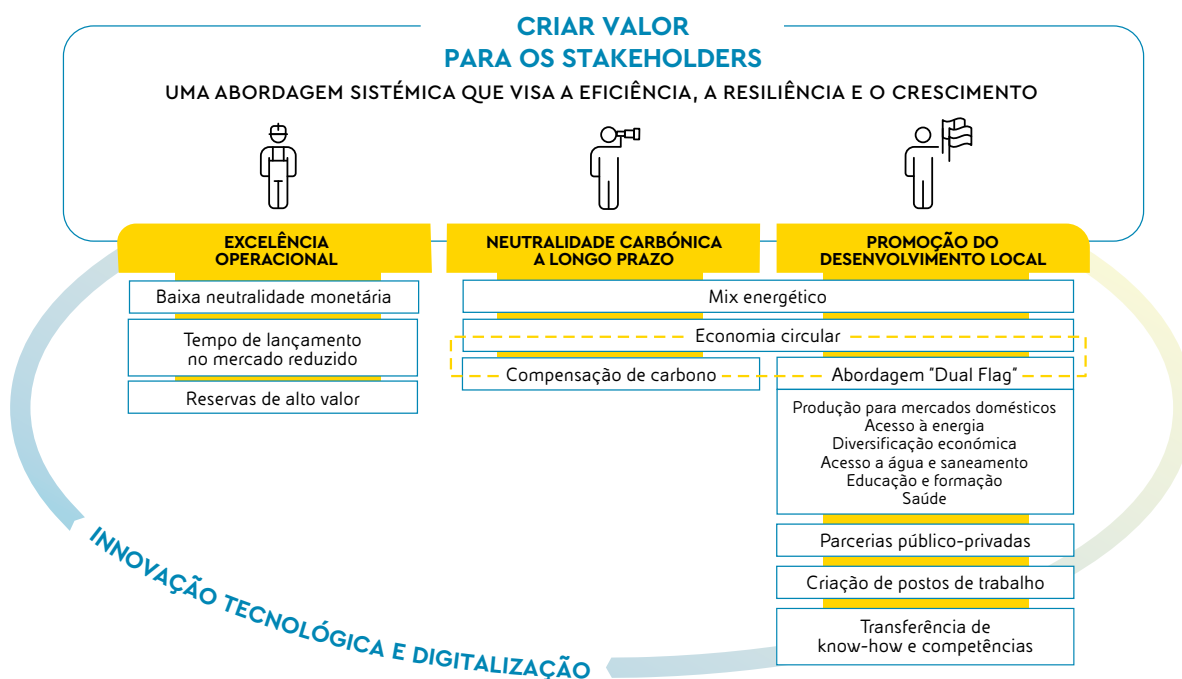 CRIAR VALOR
PARA OS STAKEHOLDERS
UMA ABORDAGEM SISTÉMICA QUE VISA A EFICIÊNCIA, A RESILIÊNCIA E O CRESCIMENTO
EXCELÊNCIA
OPERACIONAL
Baixa neutralidade monetária
Tempo de lançamento
no mercado reduzido
Reservas de alto valor
NEUTRALIDADE CARBÓNICA
A LONGO PRAZO
PROMOÇÃO DO
DESENVOLVIMENTO LOCAL
Mix energético
Economia circular
Compensação de carbono
Abordagem "Dual Flag"
Produção para mercados domésticos
Acesso à energia
Diversificação económica
Acesso a água e saneamento
Educação e formação
Saúde
Parcerias público-privadas
Criação de postos de trabalho
Transferência de
know-how e competências
INNOVAÇÃO TECNOLÓGICA E DIGITALIZAÇÃO